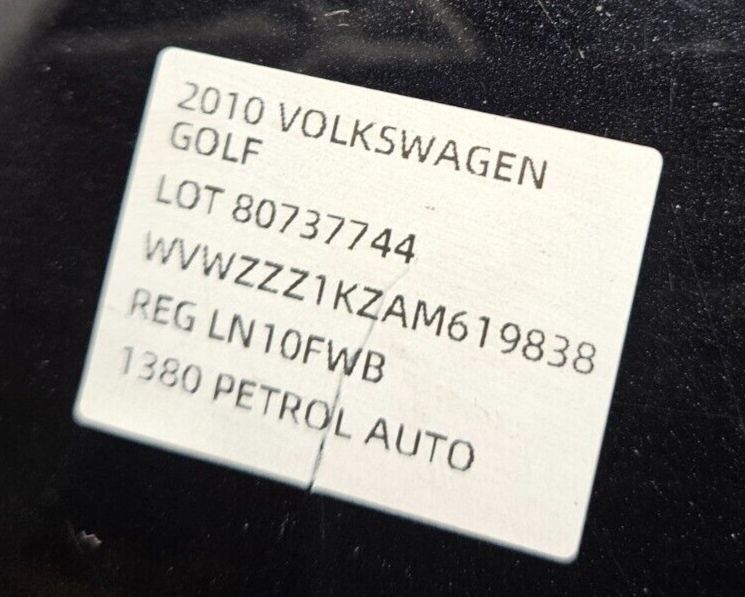 2010 VOLKSWAGEN
GOLF
LOT 80737744
WVWZZZ1KZAM619838
REG LN10FWB
1380 PETROL AUTO